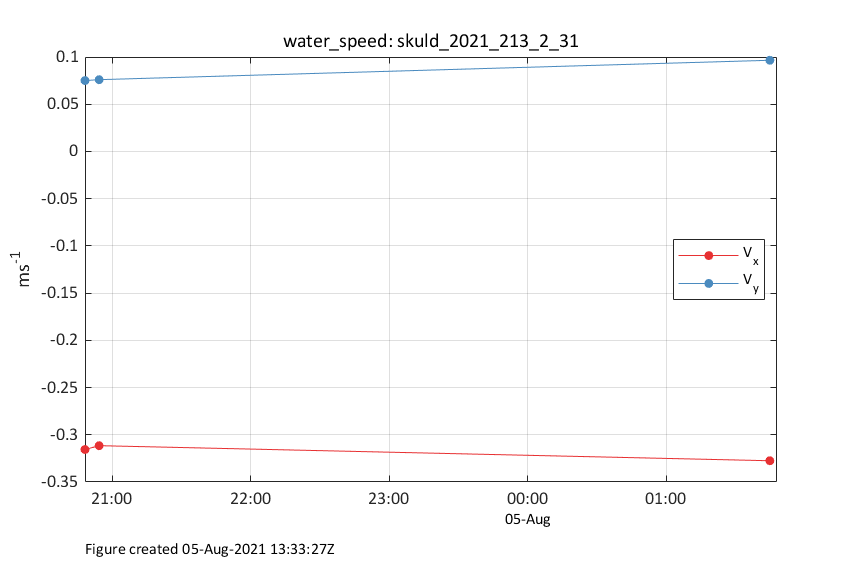 water_speed: skuld_2021_213_2_31
0.1
0.05
0
-0.05
-0.1
-0.15
-0.2
-0.25
-0.3
-0.35
ms-1
Vx
Vy
21:00 22:00 23:00 00:00 01:00
05-Aug
Figure created 05-Aug-2021 13:33:27Z